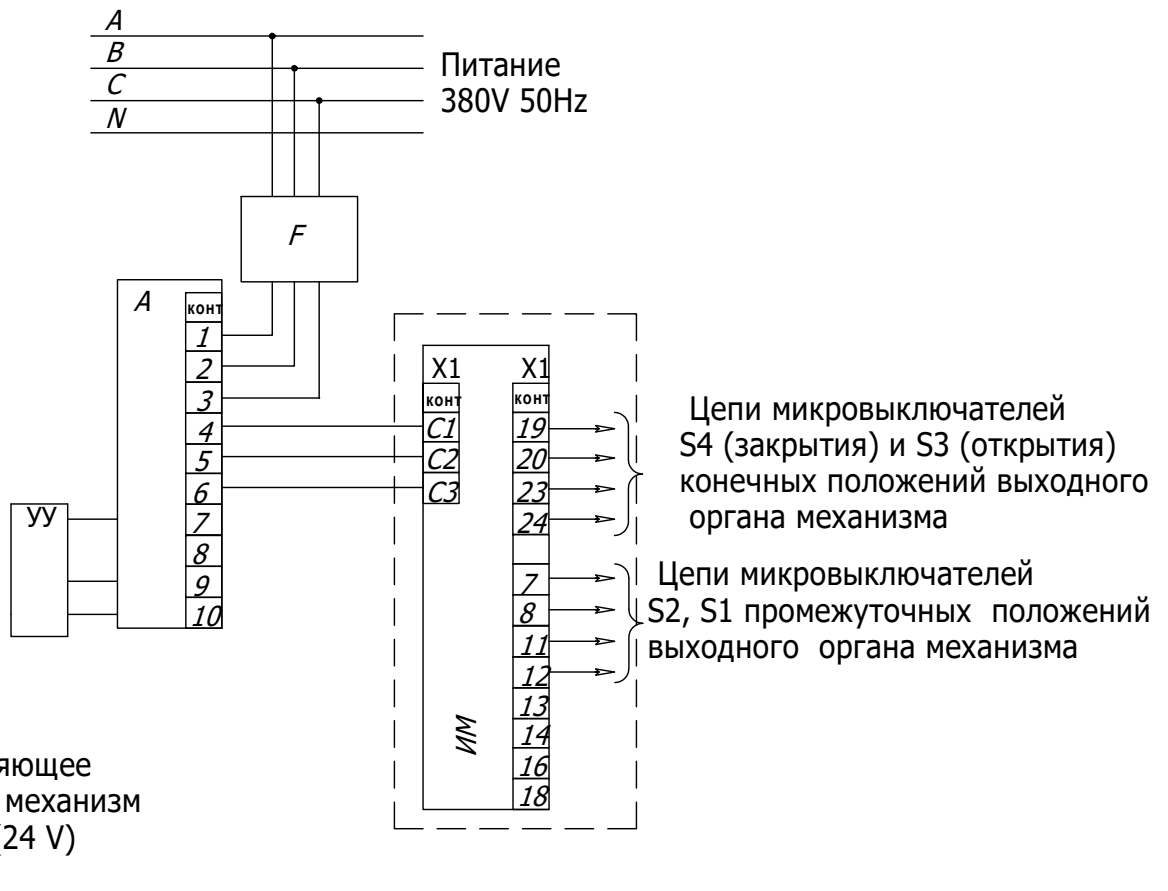 A
B
C
N
Питание
380V 50Hz
F
A
конт
1
2
3
4
5
6
7
8
9
10
УУ
X1
конт
C1
C2
C3
X1
конт
19
20
23
24
7
8
11
12
13
14
16
18
ИМ
Цепи микровыключателей
S4 (закрытия) и S3 (открытия)
конечных положений выходного
органа механизма
Цепи микровыключателей
S2, S1 промежуточных положений
выходного органа механизма
яющее
механизм
(24 V)